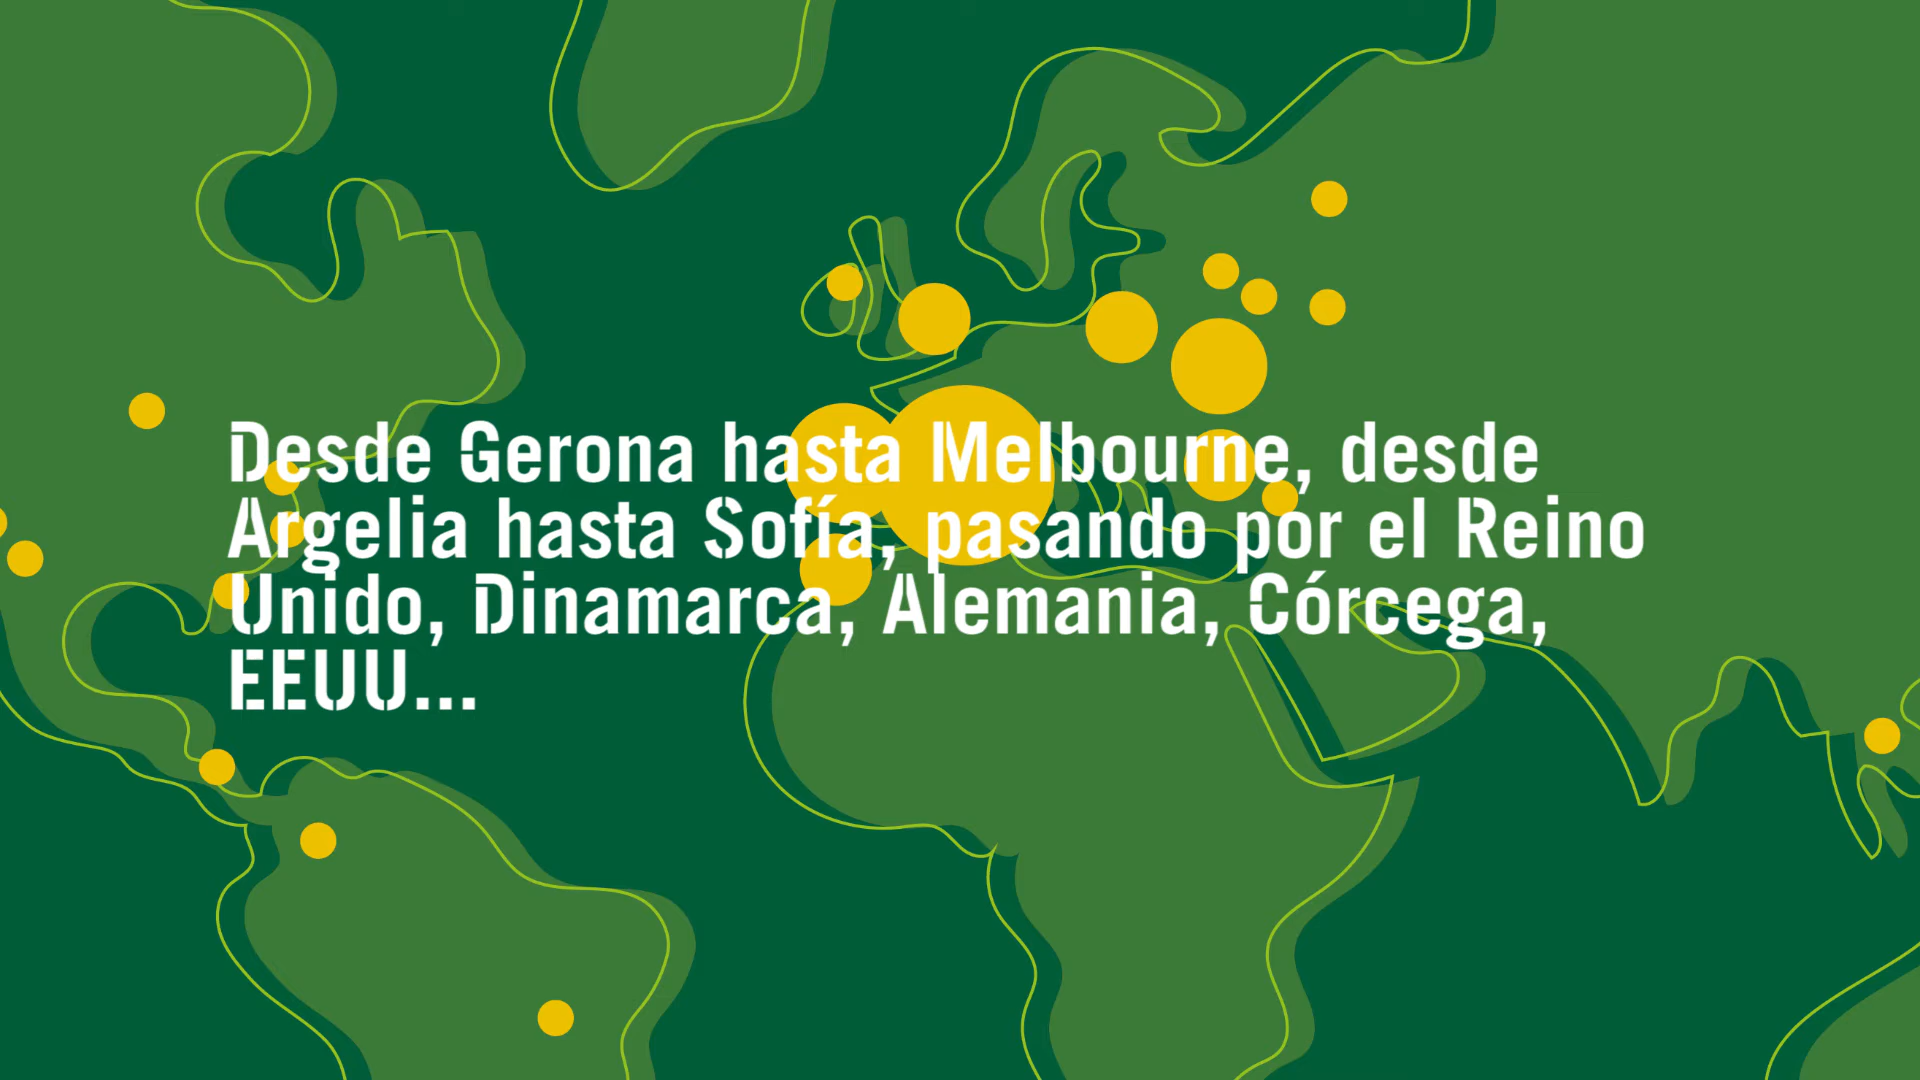 Desde Gerona hasta Melbourne, desde
Argelia hasta Sofía, pasando por el Reino
Unido, Dinamarca, Alemania, Córcega,
EEUU...